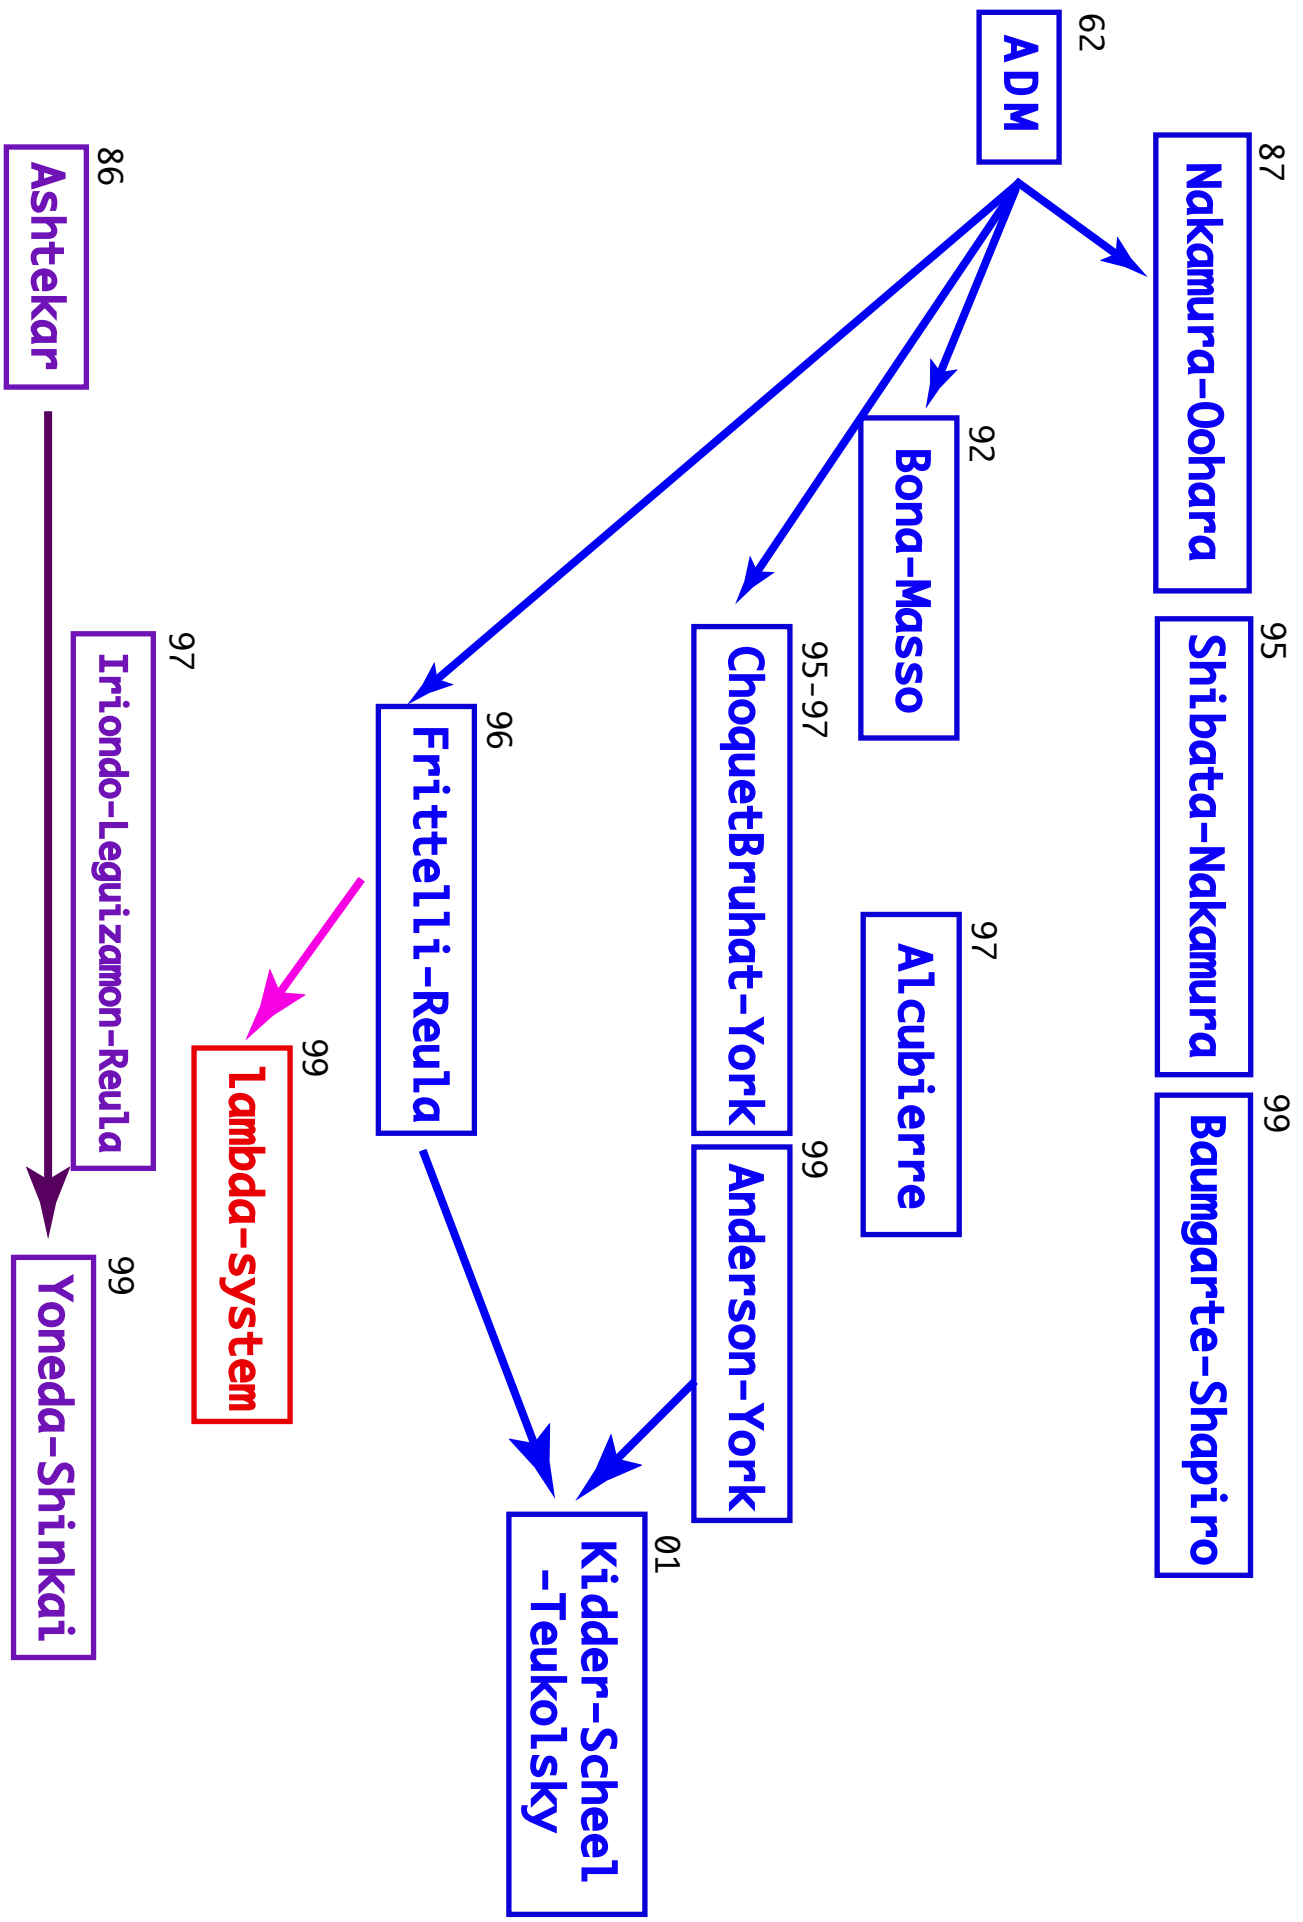 87
Nakamura-Oohara
95
Shibata-Nakamura
99
Baumgarte-Shapiro
62
ADM
92
Bona-Masso
97
Alcubierre
95-97
ChoquetBruhat-York
99
Anderson-York
01
Kidder-Scheel
-Teukolsky
96
Frittelli-Reula
99
lambda-system
97
Iriondo-Leguizamon-Reula
86
Ashtekar
99
Yoneda-Shinkai